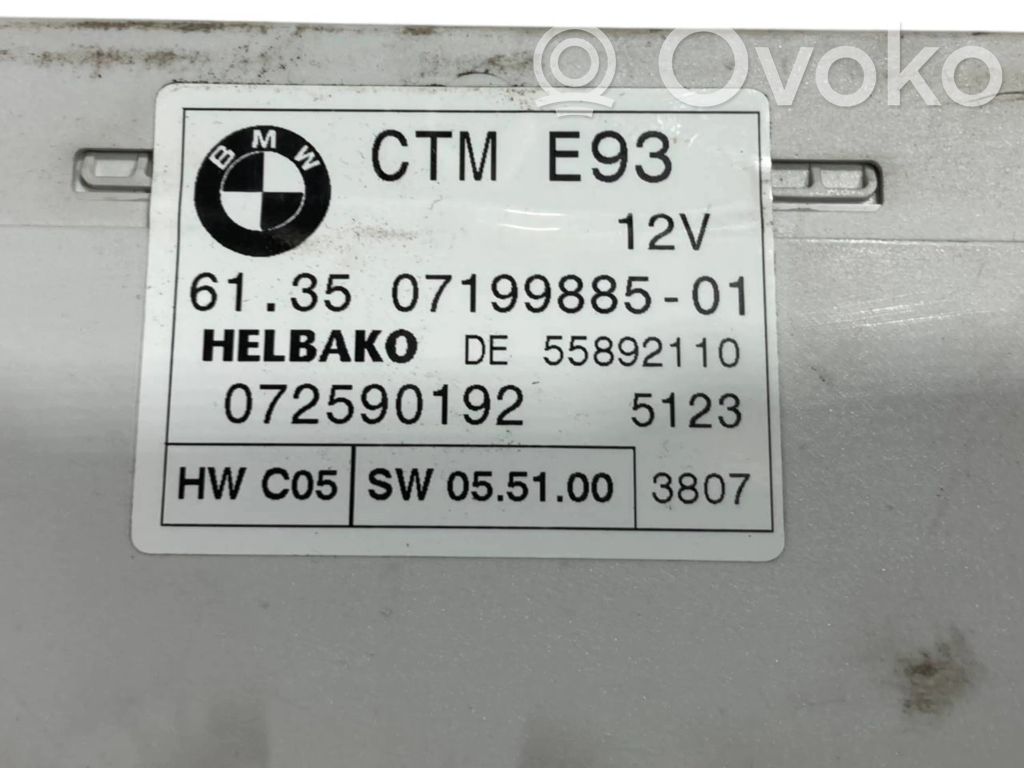 Ovoko
BMW
CTM E93
12V
61.35 07199885-01
HELBAKO DE 55892110
072590192 5123
HW C05 SW 05.51.00 3807